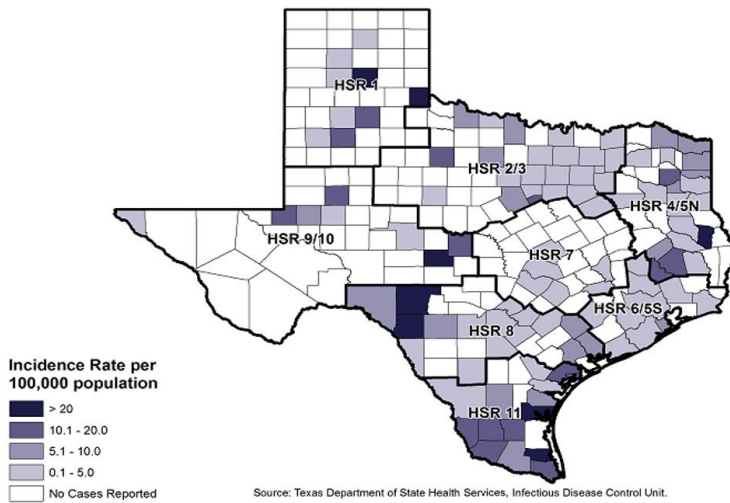 HSR 1
HSR 2/3
HSR 4/5N
HSR 9/10
HSR 7
HSR 6/5S
HSR 8
HSR 11
Incidence Rate per
100,000 population
> 20
10.1 - 20.0
5.1 - 10.0
0.1 - 5.0
No Cases Reported
Source: Texas Department of State Health Services, Infectious Disease Control Unit.